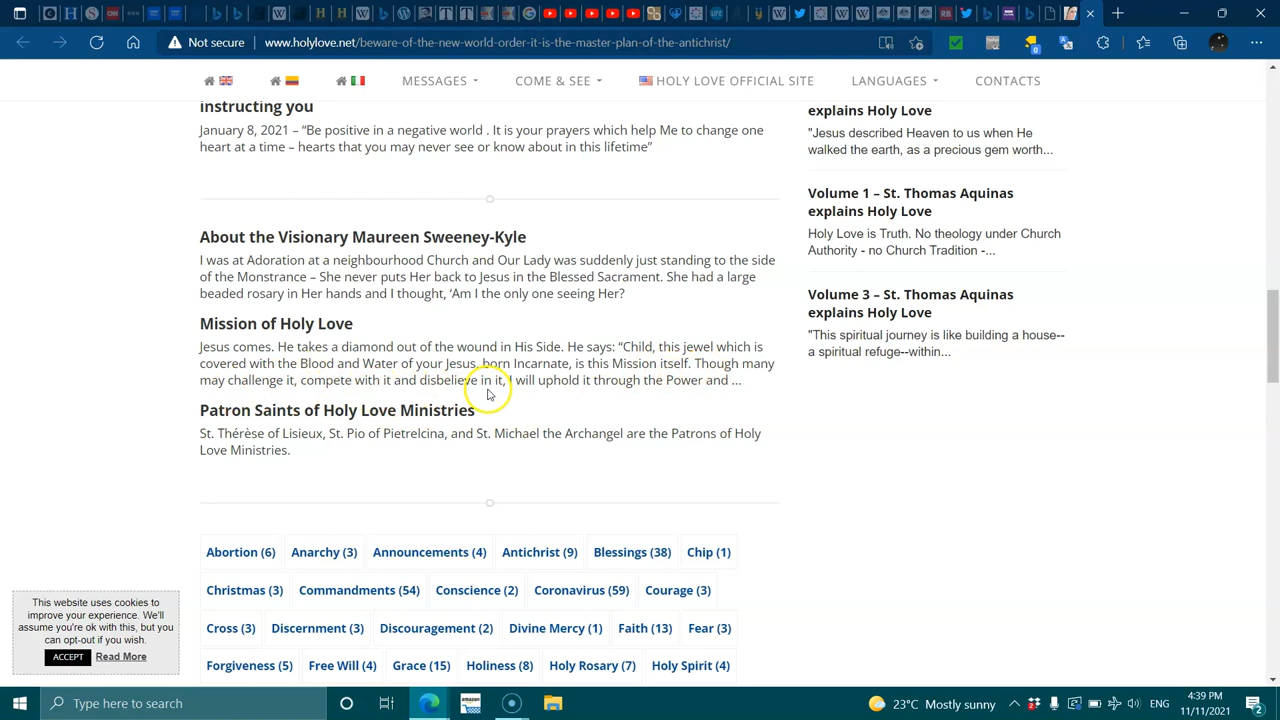 Not secure
www.holylove.net/beware-of-the-new-world-order-it-is-the-master-plan-of-the-antichrist/
MESSAGES
COME & SEE
HOLY LOVE OFFICIAL SITE
LANGUAGES
CONTACTS
instructing you
January 8, 2021 – “Be positive in a negative world . It is your prayers which help Me to change one
heart at a time – hearts that you may never see or know about in this lifetime”
About the Visionary Maureen Sweeney-Kyle
I was at Adoration at a neighbourhood Church and Our Lady was suddenly just standing to the side
of the Monstrance – She never puts Her back to Jesus in the Blessed Sacrament. She had a large
beaded rosary in Her hands and I thought, ‘Am I the only one seeing Her?
Mission of Holy Love
Jesus comes. He takes a diamond out of the wound in His Side. He says: “Child, this jewel which is
covered with the Blood and Water of your Jesus, born Incarnate, is this Mission itself. Though many
may challenge it, compete with it and disbelieve in it, I will uphold it through the Power and ...
Patron Saints of Holy Love Ministries
St. Thérèse of Lisieux, St. Pio of Pietrelcina, and St. Michael the Archangel are the Patrons of Holy
Love Ministries.
Abortion (6) Anarchy (3) Announcements (4) Antichrist (9) Blessings (38) Chip (1)
Christmas (3) Commandments (54) Conscience (2) Coronavirus (59) Courage (3)
Cross (3) Discernment (3) Discouragement (2) Divine Mercy (1) Faith (13) Fear (3)
Forgiveness (5) Free Will (4) Grace (15) Holiness (8) Holy Rosary (7) Holy Spirit (4)
explains Holy Love
"Jesus described Heaven to us when He
walked the earth, as a precious gem worth...
Volume 1 – St. Thomas Aquinas
explains Holy Love
Holy Love is Truth. No theology under Church
Authority - no Church Tradition -...
Volume 3 – St. Thomas Aquinas
explains Holy Love
"This spiritual journey is like building a house--
a spiritual refuge--within...
This website uses cookies to
improve your experience. We'll
assume you're ok with this, but you
can opt-out if you wish.
ACCEPT Read More
Type here to search
23°C Mostly sunny
ENG
4:39 PM
11/11/2021